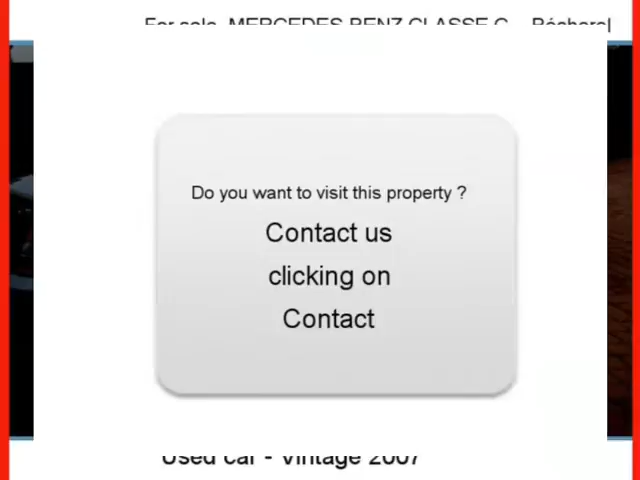 For sale MERCEDES BENZ CLASSE C - Bécherel
Do you want to visit this property ?
Contact us
clicking on
Contact
Used car - Vintage 2007